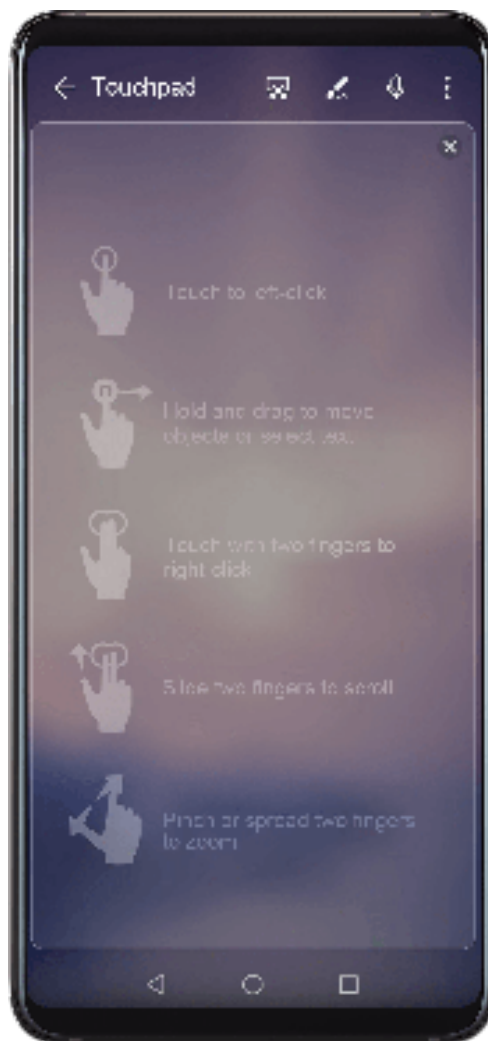 Touchpad
Touch to left-click
Hold and drag to move
objects or select text
Touch with two fingers to
right click
Slide two fingers to scroll
Pinch or spread two fingers
to zoom